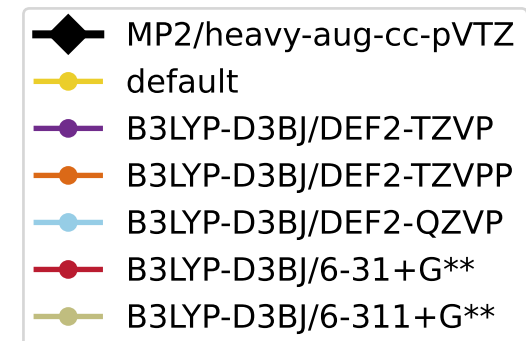 MP2/heavy-aug-cc-pVTZ
default
B3LYP-D3BJ/DEF2-TZVP
B3LYP-D3BJ/DEF2-TZVPP
B3LYP-D3BJ/DEF2-QZVP
B3LYP-D3BJ/6-31+G**
B3LYP-D3BJ/6-311+G**